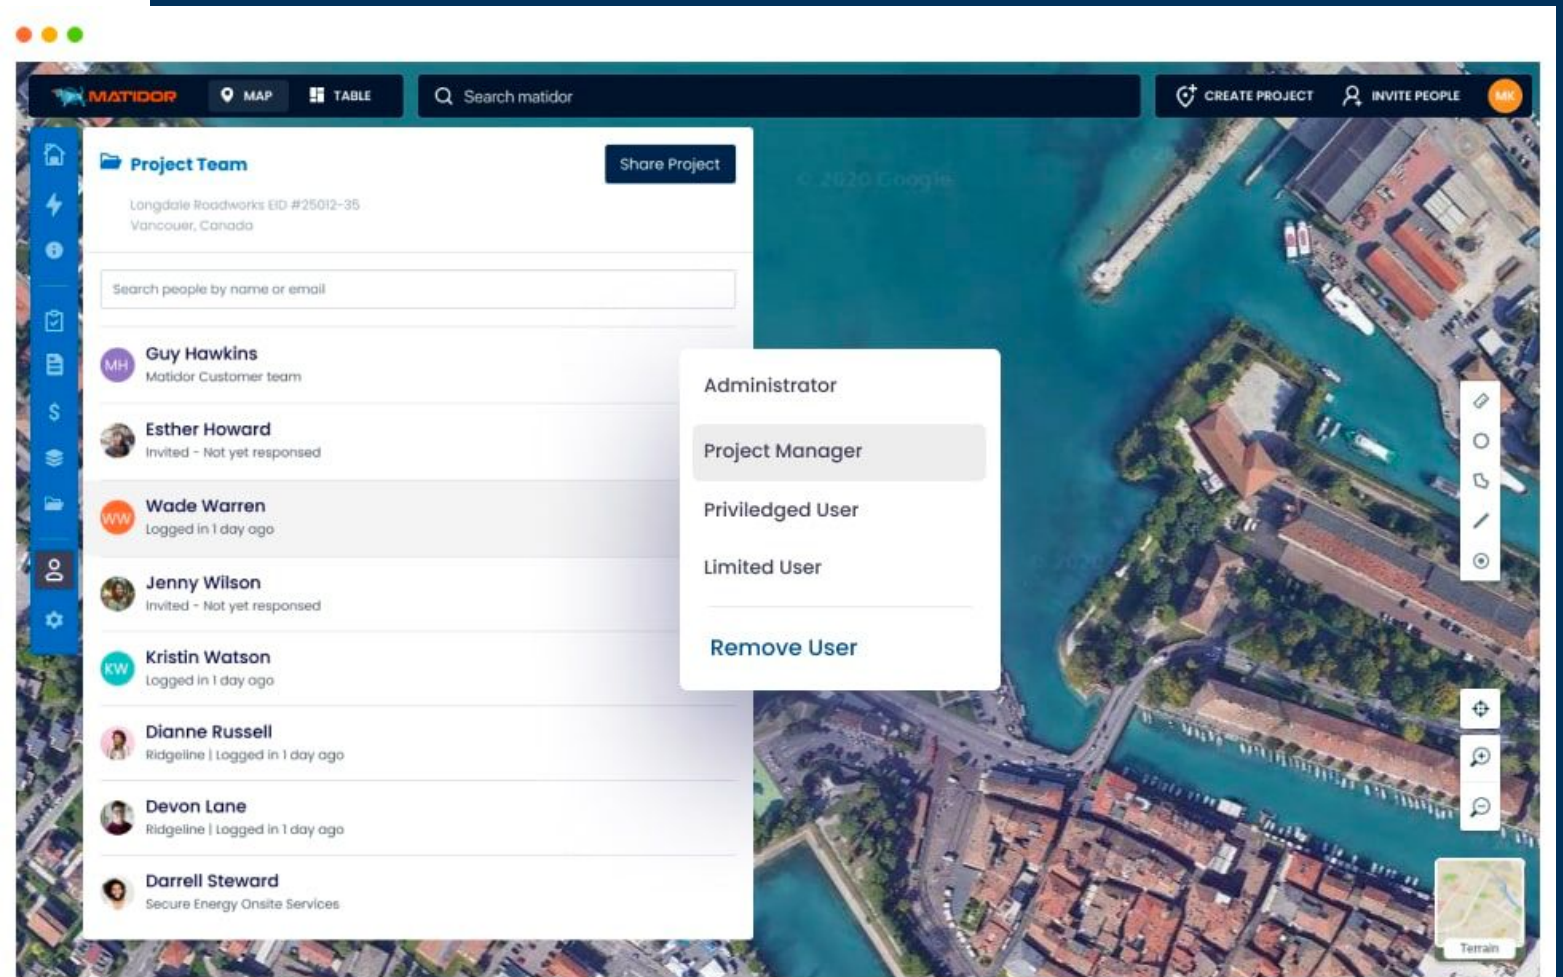 MATIDOR
MAP
TABLE
Search matidor
CREATE PROJECT
INVITE PEOPLE
MK
Project Team
Share Project
Longdale Roadworks EID #25012-35
Vancouer, Canada
© 2020 Google
Search people by name or email
MH
Guy Hawkins
Matidor Customer team
Esther Howard
Invited - Not yet responsed
WW
Wade Warren
Logged in 1 day ago
Jenny Wilson
Invited - Not yet responsed
KW
Kristin Watson
Logged in 1 day ago
Dianne Russell
Ridgeline | Logged in 1 day ago
Devon Lane
Ridgeline | Logged in 1 day ago
Darrell Steward
Secure Energy Onsite Services
Administrator
Project Manager
Priviledged User
Limited User
Remove User
Terrain